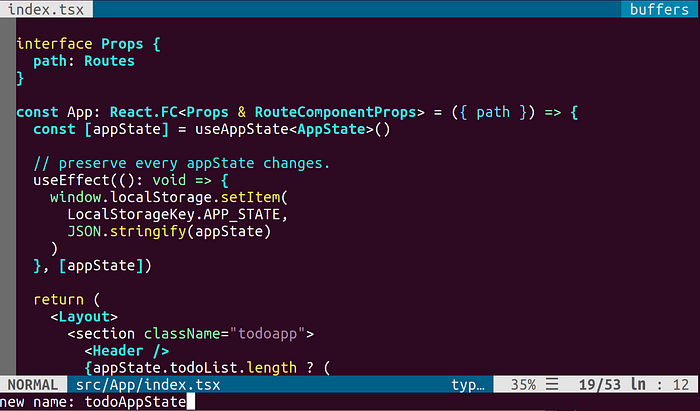 index.tsx buffers
interface Props {
  path: Routes
}
const App: React.FC<Props & RouteComponentProps> = ({ path }) => {
  const [appState] = useAppState<AppState>()
  // preserve every appState changes.
  useEffect((): void => {
    window.localStorage.setItem(
      LocalStorageKey.APP_STATE,
      JSON.stringify(appState)
    )
  }, [appState])
  return (
    <Layout>
      <section className="todoapp">
        <Header />
        {appState.todoList.length ? (
NORMAL src/App/index.tsx typ… 35% ☰ 19/53 ln : 12
new name: todoAppState